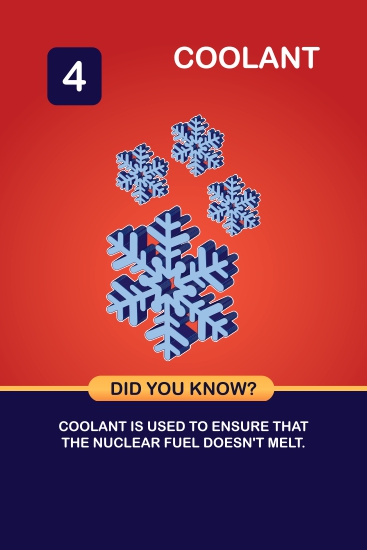 COOLANT
4
DID YOU KNOW?
COOLANT IS USED TO ENSURE THAT
THE NUCLEAR FUEL DOESN'T MELT.